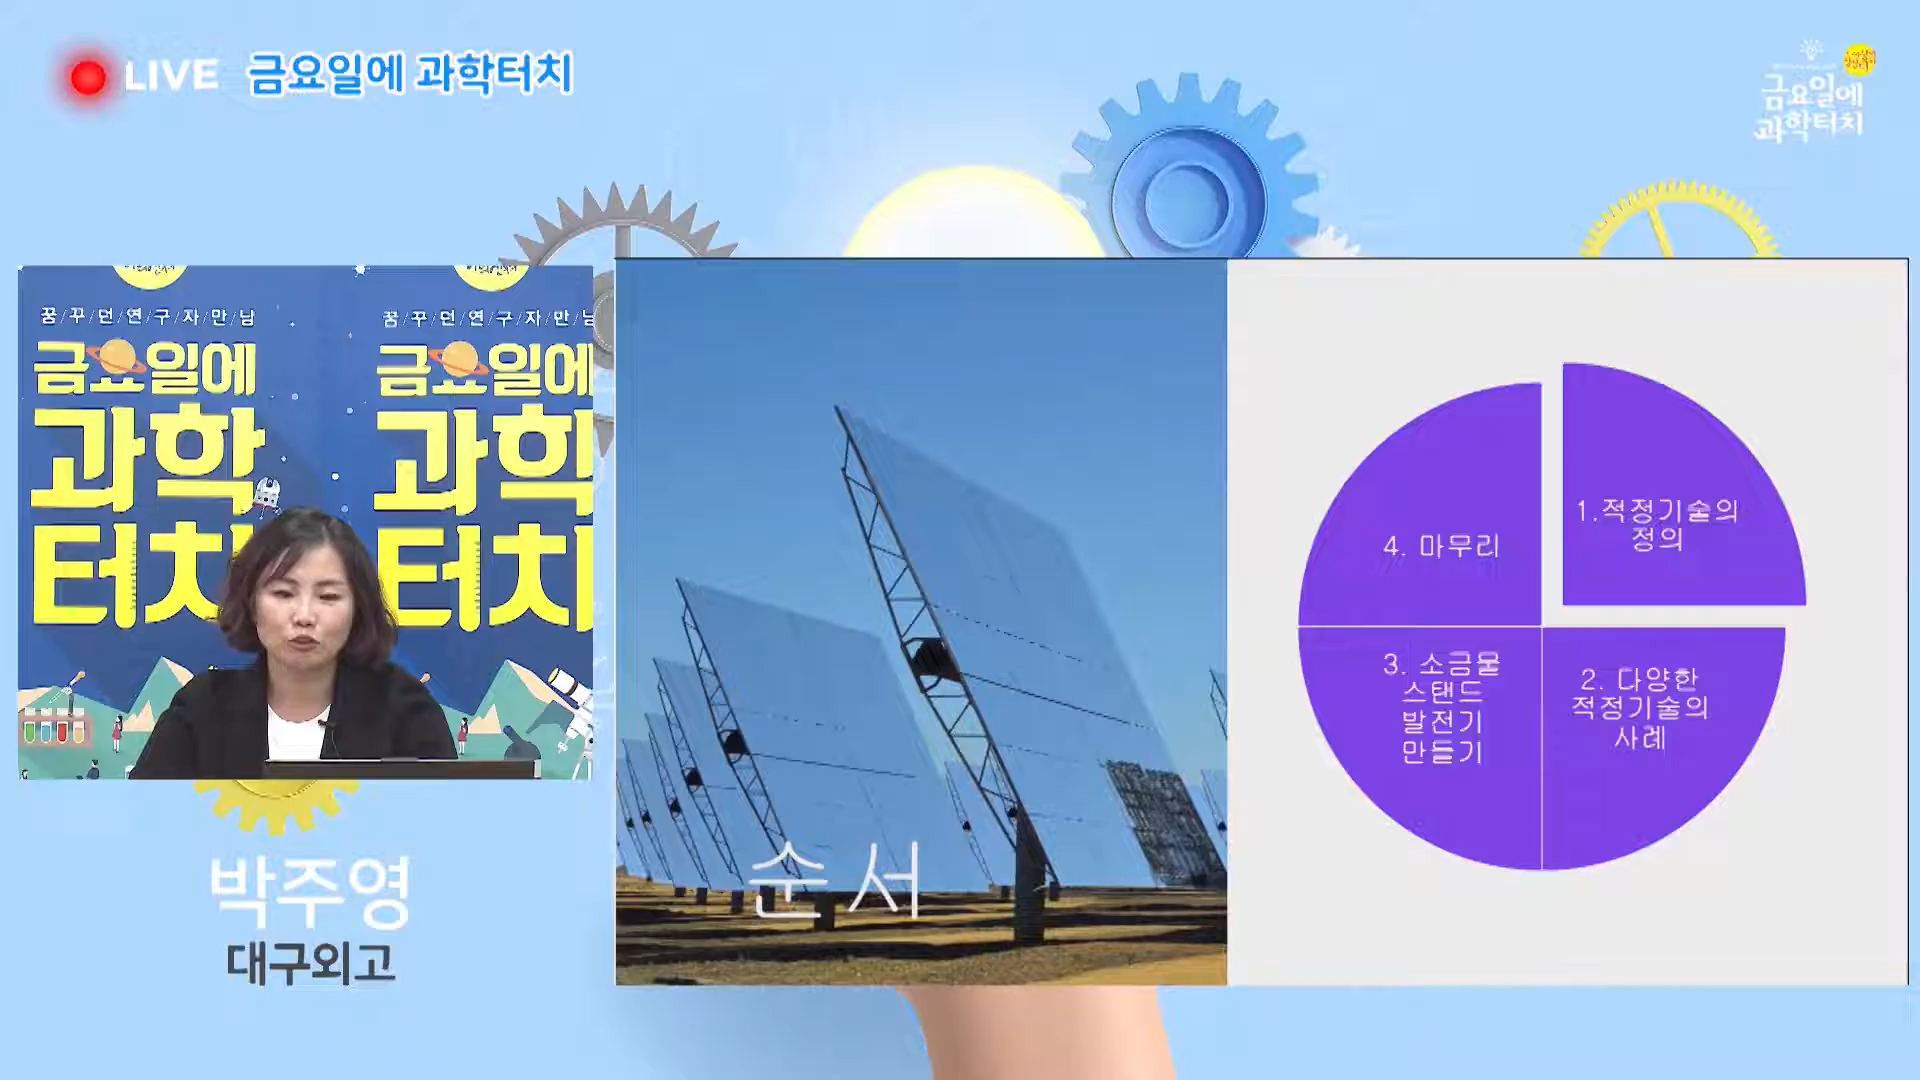 LIVE 금요일에 과학터치
금요일에
과학터치
꿈/꾸/던/연/구/자/만/남
금요일에
과학
터치
꿈/꾸/던/연/구/자/만/남
금요일에
과학
터치
박주영
대구외고
순서
1.적정기술의
정의
2. 다양한
적정기술의
사례
3. 소금물
스탠드
발전기
만들기
4. 마무리